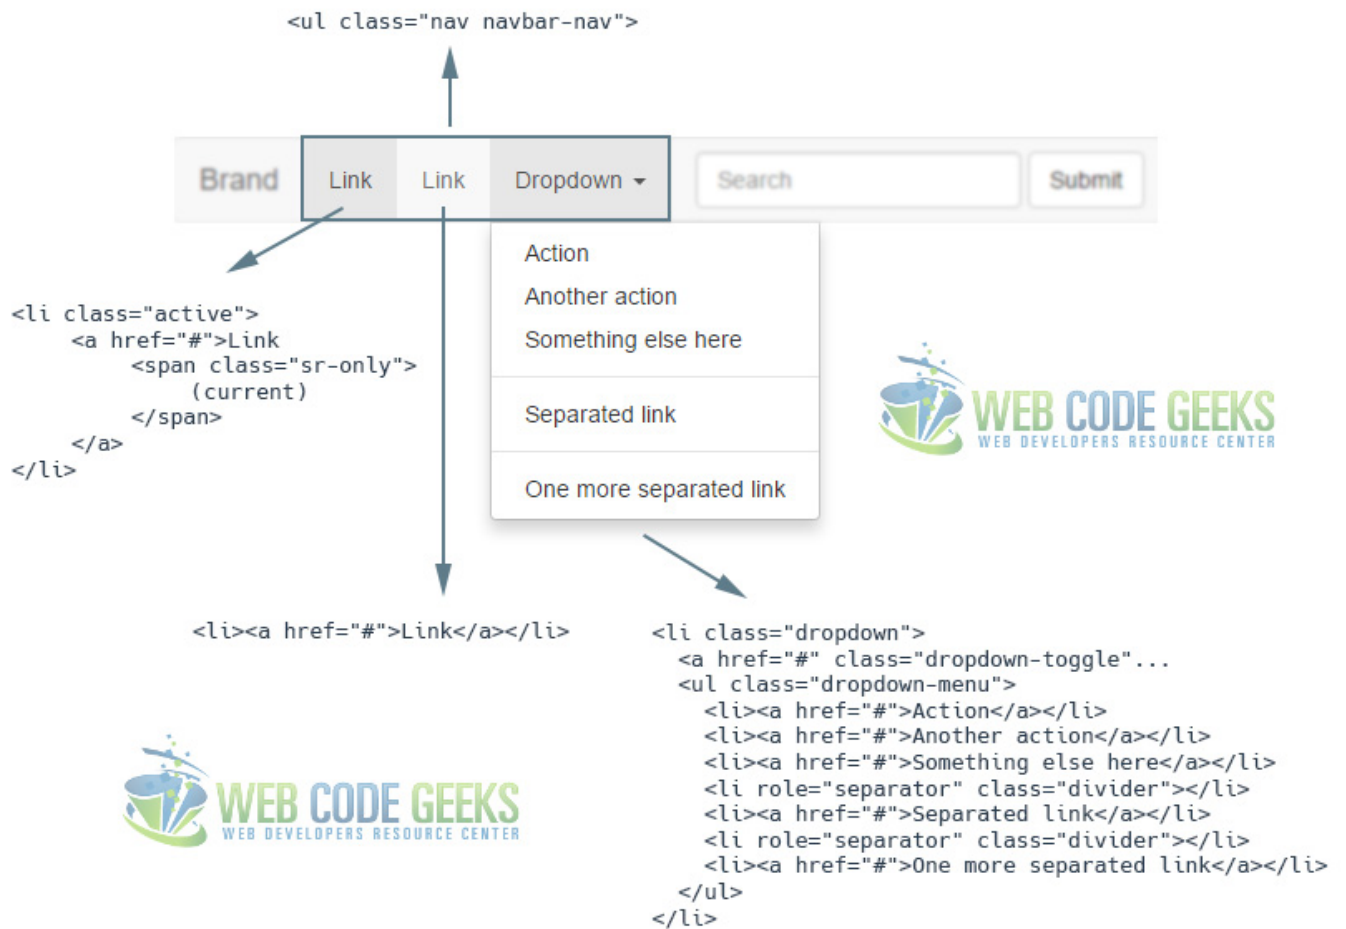 <ul class="nav navbar-nav">
Brand Link Link Dropdown Search Submit
Action
Another action
Something else here
Separated link
One more separated link
<li class="active">
<a href="#">Link
<span class="sr-only">
(current)
</span>
</a>
</li>
WEB CODE GEEKS
WEB DEVELOPERS RESOURCE CENTER
<li><a href="#">Link</a></li>
<li class="dropdown">
<a href="#" class="dropdown-toggle"...
<ul class="dropdown-menu">
<li><a href="#">Action</a></li>
<li><a href="#">Another action</a></li>
<li><a href="#">Something else here</a></li>
<li role="separator" class="divider"></li>
<li><a href="#">Separated link</a></li>
<li role="separator" class="divider"></li>
<li><a href="#">One more separated link</a></li>
</ul>
</li>
WEB CODE GEEKS
WEB DEVELOPERS RESOURCE CENTER